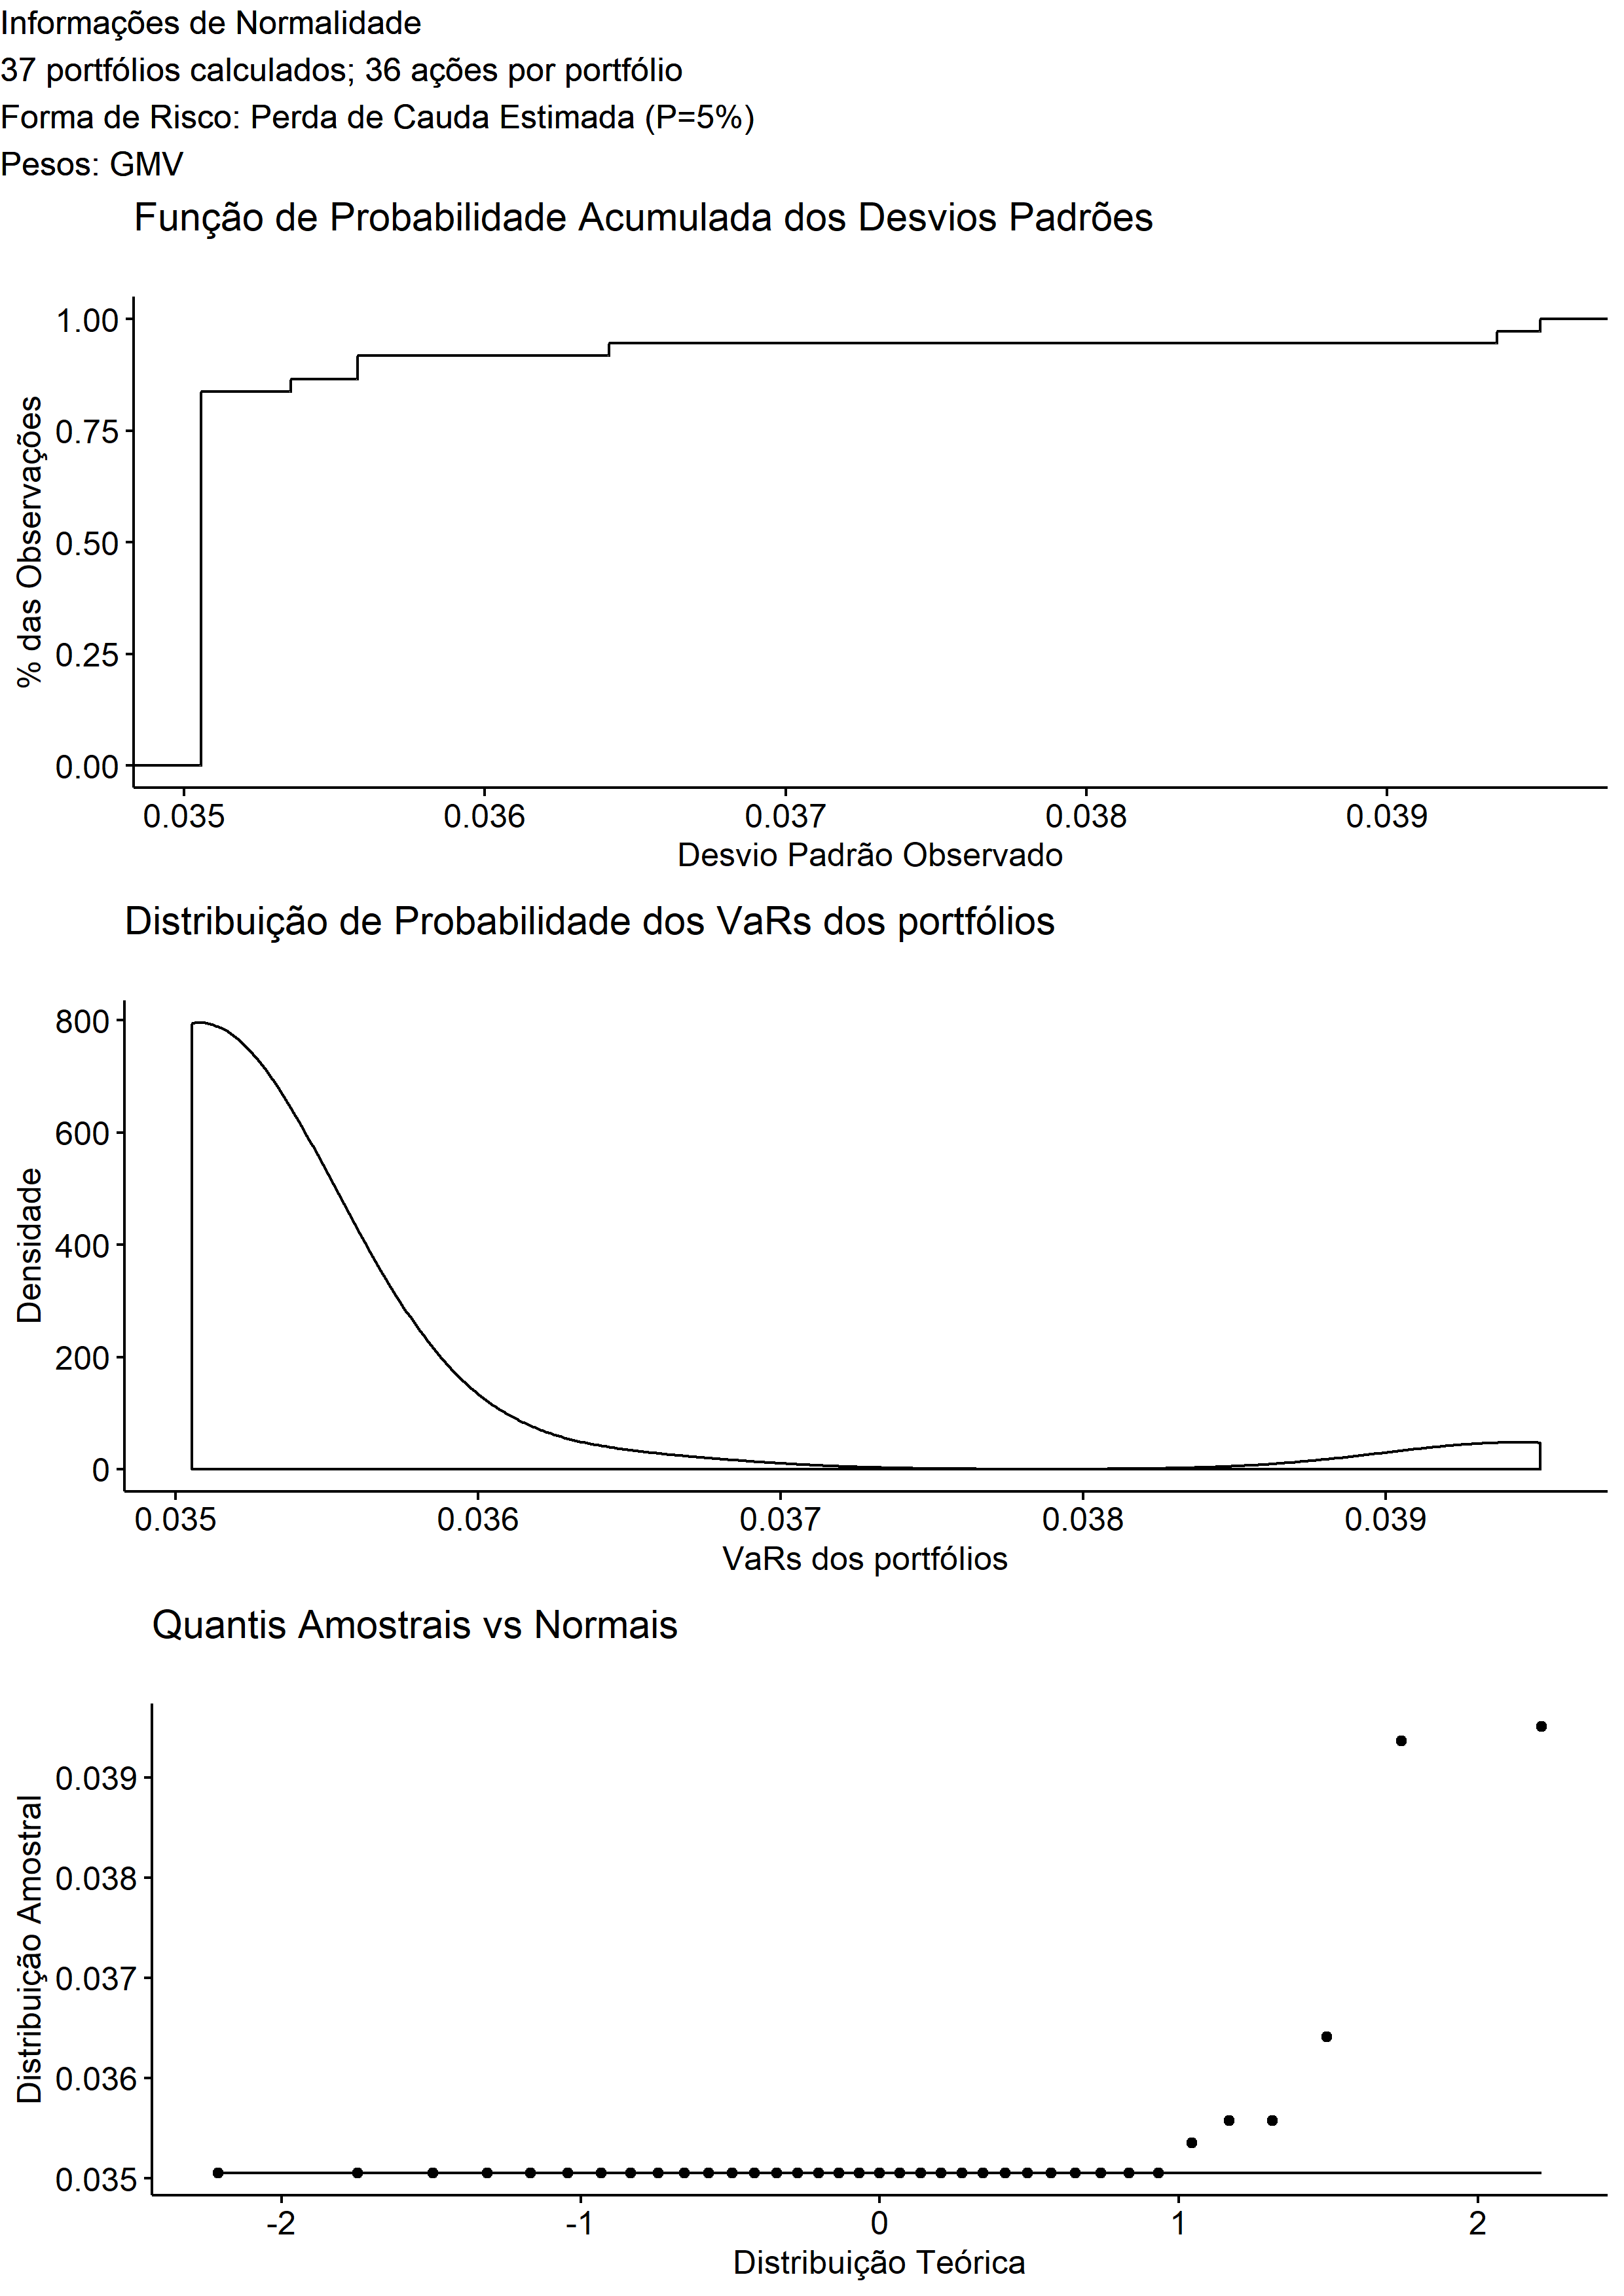 Informações de Normalidade
37 portfólios calculados; 36 ações por portfólio
Forma de Risco: Perda de Cauda Estimada (P=5%)
Pesos: GMV
Função de Probabilidade Acumulada dos Desvios Padrões
% das Observações
1.00
0.75
0.50
0.25
0.00
0.035 0.036 0.037 0.038 0.039
Desvio Padrão Observado
Distribuição de Probabilidade dos VaRs dos portfólios
Densidade
800
600
400
200
0
0.035 0.036 0.037 0.038 0.039
VaRs dos portfólios
Quantis Amostrais vs Normais
Distribuição Amostral
0.039
0.038
0.037
0.036
0.035
-2 -1 0 1 2
Distribuição Teórica